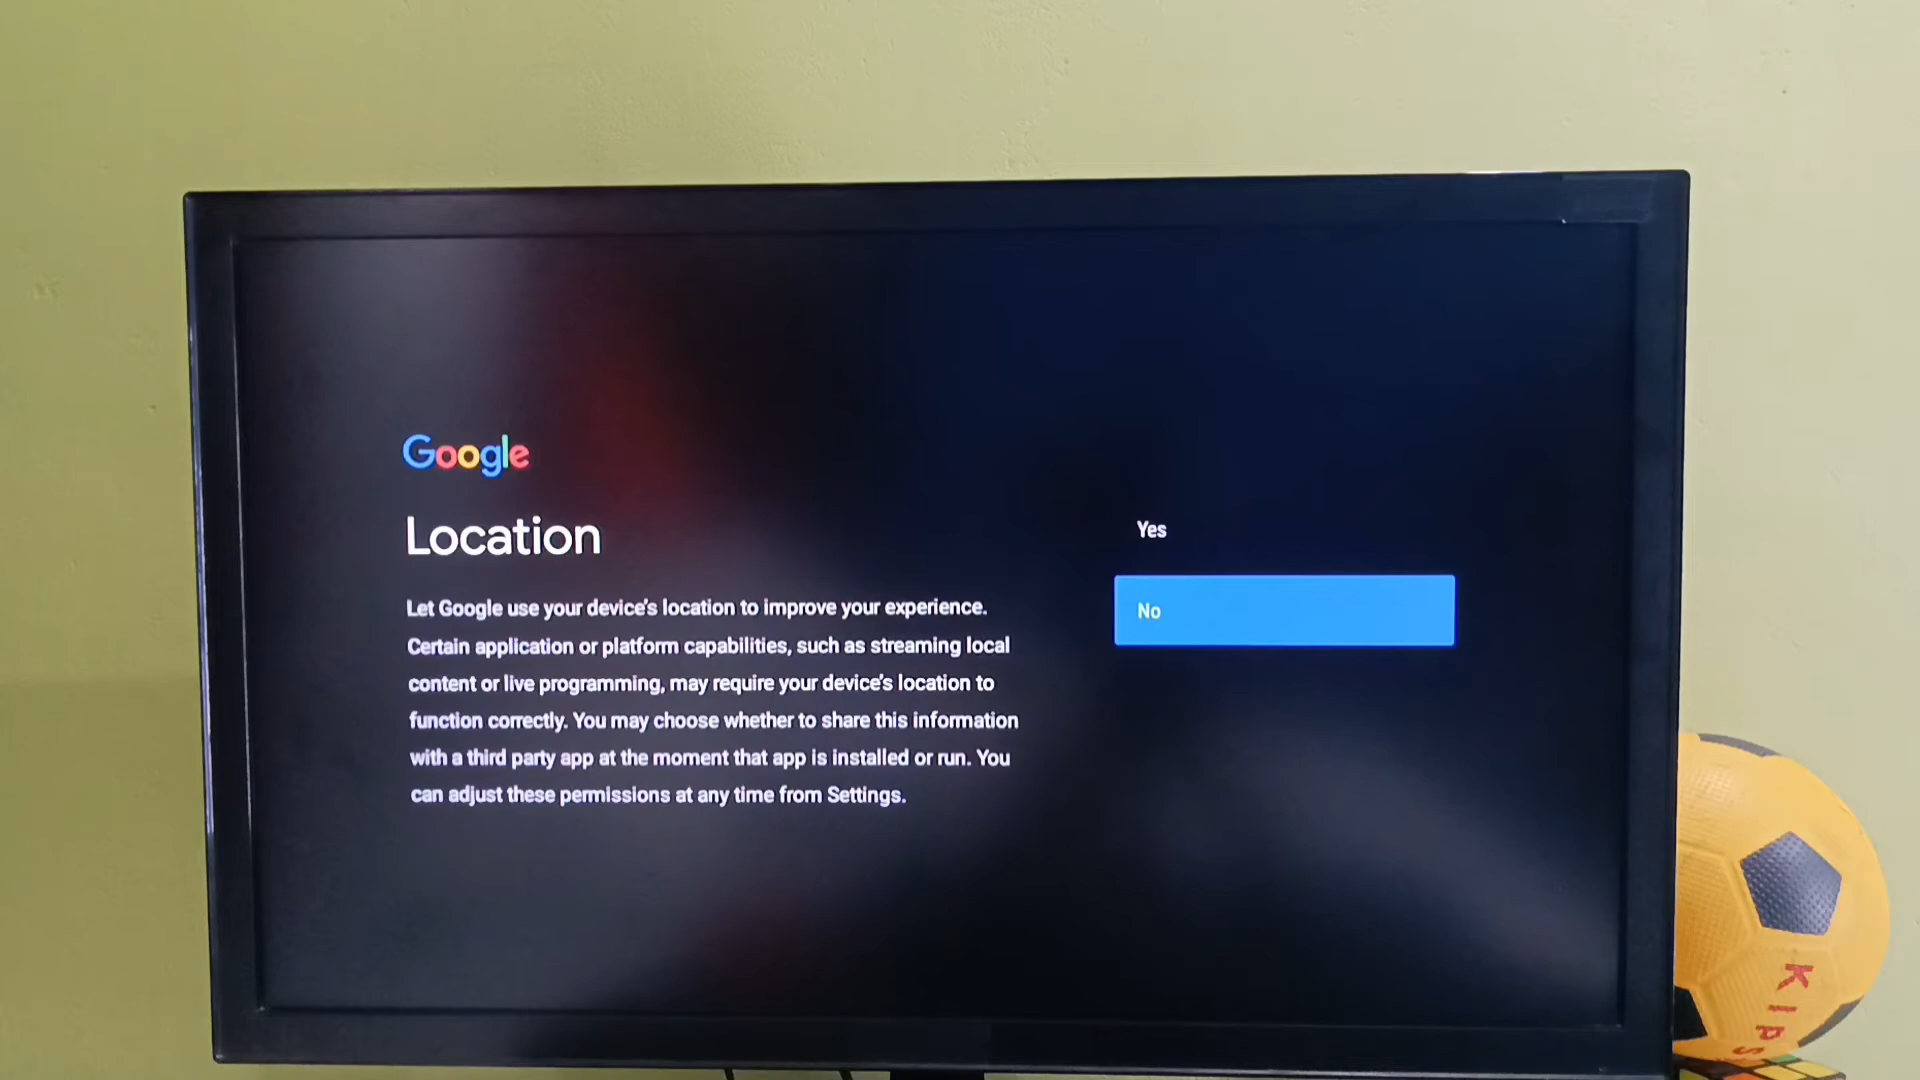 Google
Location
Let Google use your device's location to improve your experience.
Certain application or platform capabilities, such as streaming local
content or live programming, may require your device's location to
function correctly. You may choose whether to share this information
with a third party app at the moment that app is installed or run. You
can adjust these permissions at any time from Settings.
Yes
No
KIPS